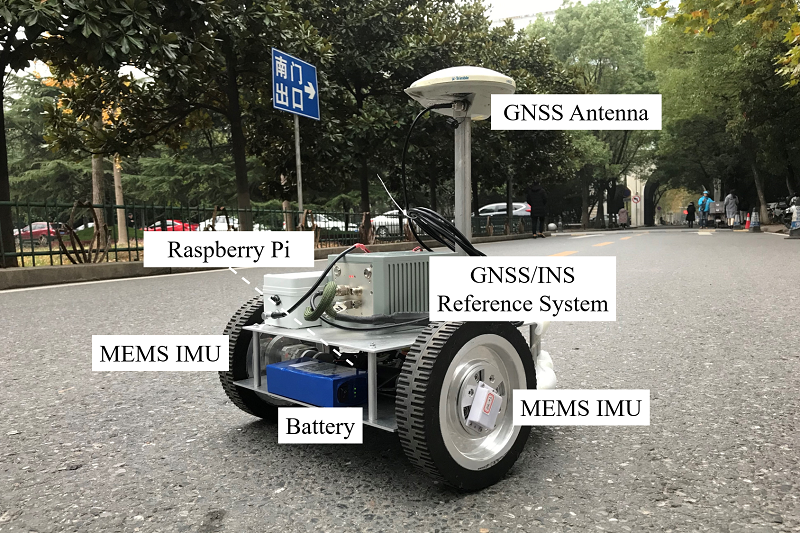 南门
出口
GNSS Antenna
Raspberry Pi
GNSS/INS
Reference System
MEMS IMU
MEMS IMU
Battery